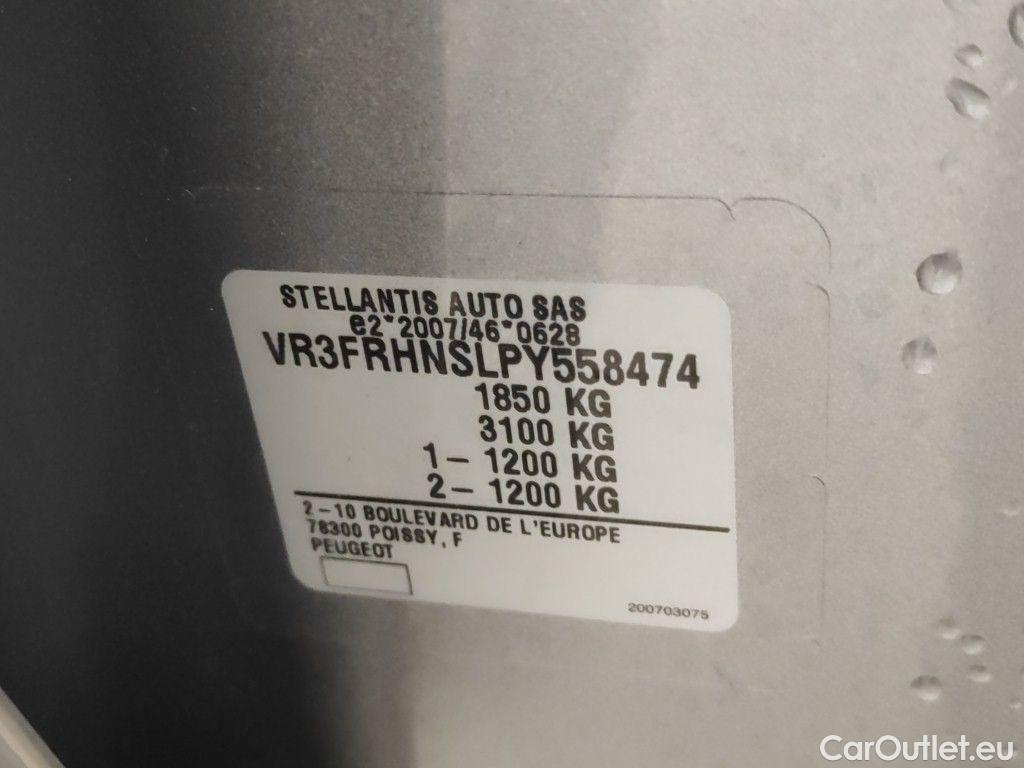 STELLANTIS AUTO SAS
e2*2007/46*0628
VR3FRHNSLPY558474
1850 KG
3100 KG
1- 1200 KG
2- 1200 KG
2-10 BOULEVARD DE L'EUROPE
78300 POISSY, F
PEUGEOT
200703075
CarOutlet.eu